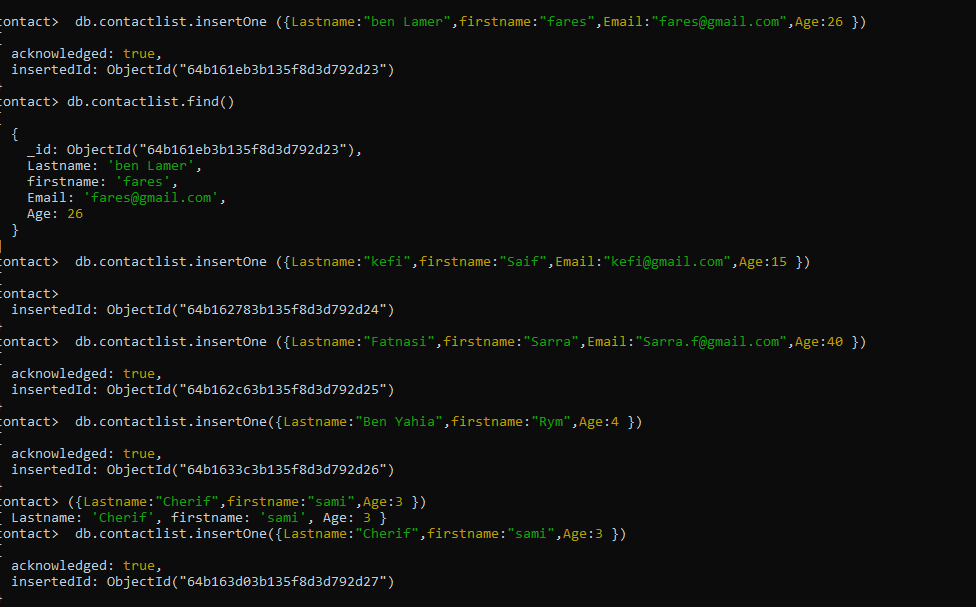 contact>  db.contactlist.insertOne ({Lastname:"ben Lamer",firstname:"fares",Email:"fares@gmail.com",Age:26 })
{
  acknowledged: true,
  insertedId: ObjectId("64b161eb3b135f8d3d792d23")
}
contact> db.contactlist.find()
[
  {
    _id: ObjectId("64b161eb3b135f8d3d792d23"),
    Lastname: 'ben Lamer',
    firstname: 'fares',
    Email: 'fares@gmail.com',
    Age: 26
  }
]
contact>  db.contactlist.insertOne ({Lastname:"kefi",firstname:"Saif",Email:"kefi@gmail.com",Age:15 })
{
contact>
  insertedId: ObjectId("64b162783b135f8d3d792d24")
}
contact>  db.contactlist.insertOne ({Lastname:"Fatnasi",firstname:"Sarra",Email:"Sarra.f@gmail.com",Age:40 })
{
  acknowledged: true,
  insertedId: ObjectId("64b162c63b135f8d3d792d25")
}
contact>  db.contactlist.insertOne({Lastname:"Ben Yahia",firstname:"Rym",Age:4 })
{
  acknowledged: true,
  insertedId: ObjectId("64b1633c3b135f8d3d792d26")
}
contact> ({Lastname:"Cherif",firstname:"sami",Age:3 })
{ Lastname: 'Cherif', firstname: 'sami', Age: 3 }
contact>  db.contactlist.insertOne({Lastname:"Cherif",firstname:"sami",Age:3 })
{
  acknowledged: true,
  insertedId: ObjectId("64b163d03b135f8d3d792d27")
}